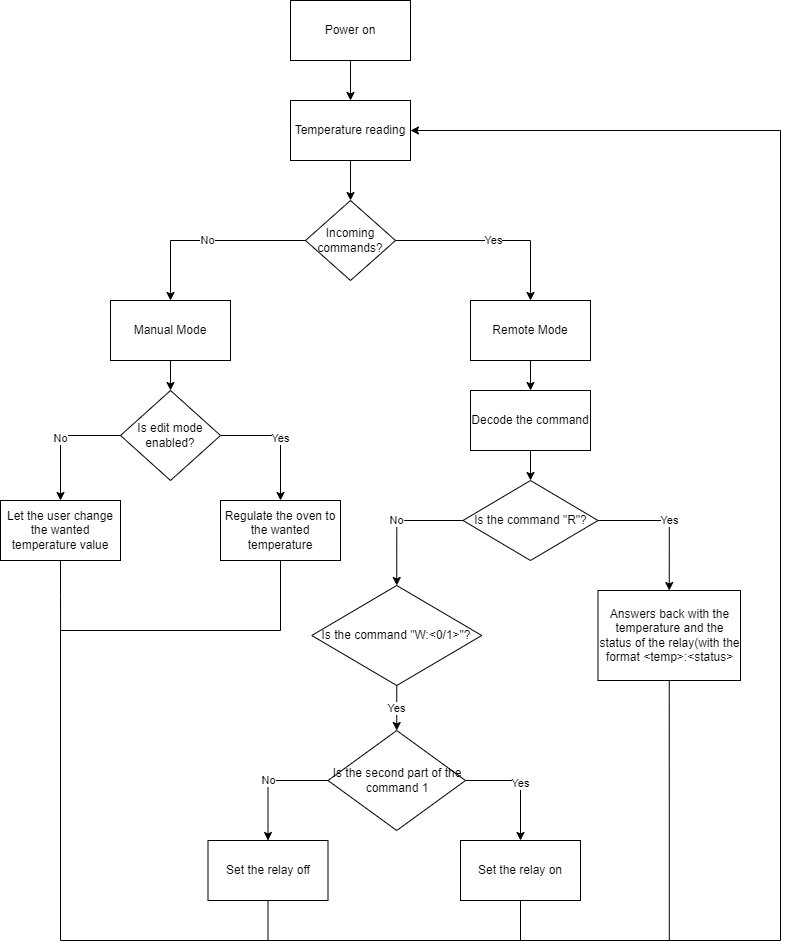 Power on
Temperature reading
Incoming
commands?
No
Yes
Manual Mode
Remote Mode
Is edit mode
enabled?
Decode the command
No
Yes
Let the user change
the wanted
temperature value
Regulate the oven to
the wanted
temperature
Is the command "R"?
No
Yes
Is the command "W:<0/1>"?
Answers back with the
temperature and the
status of the relay(with the
format <temp>:<status>
Yes
Is the second part of the
command 1
No
Yes
Set the relay off
Set the relay on